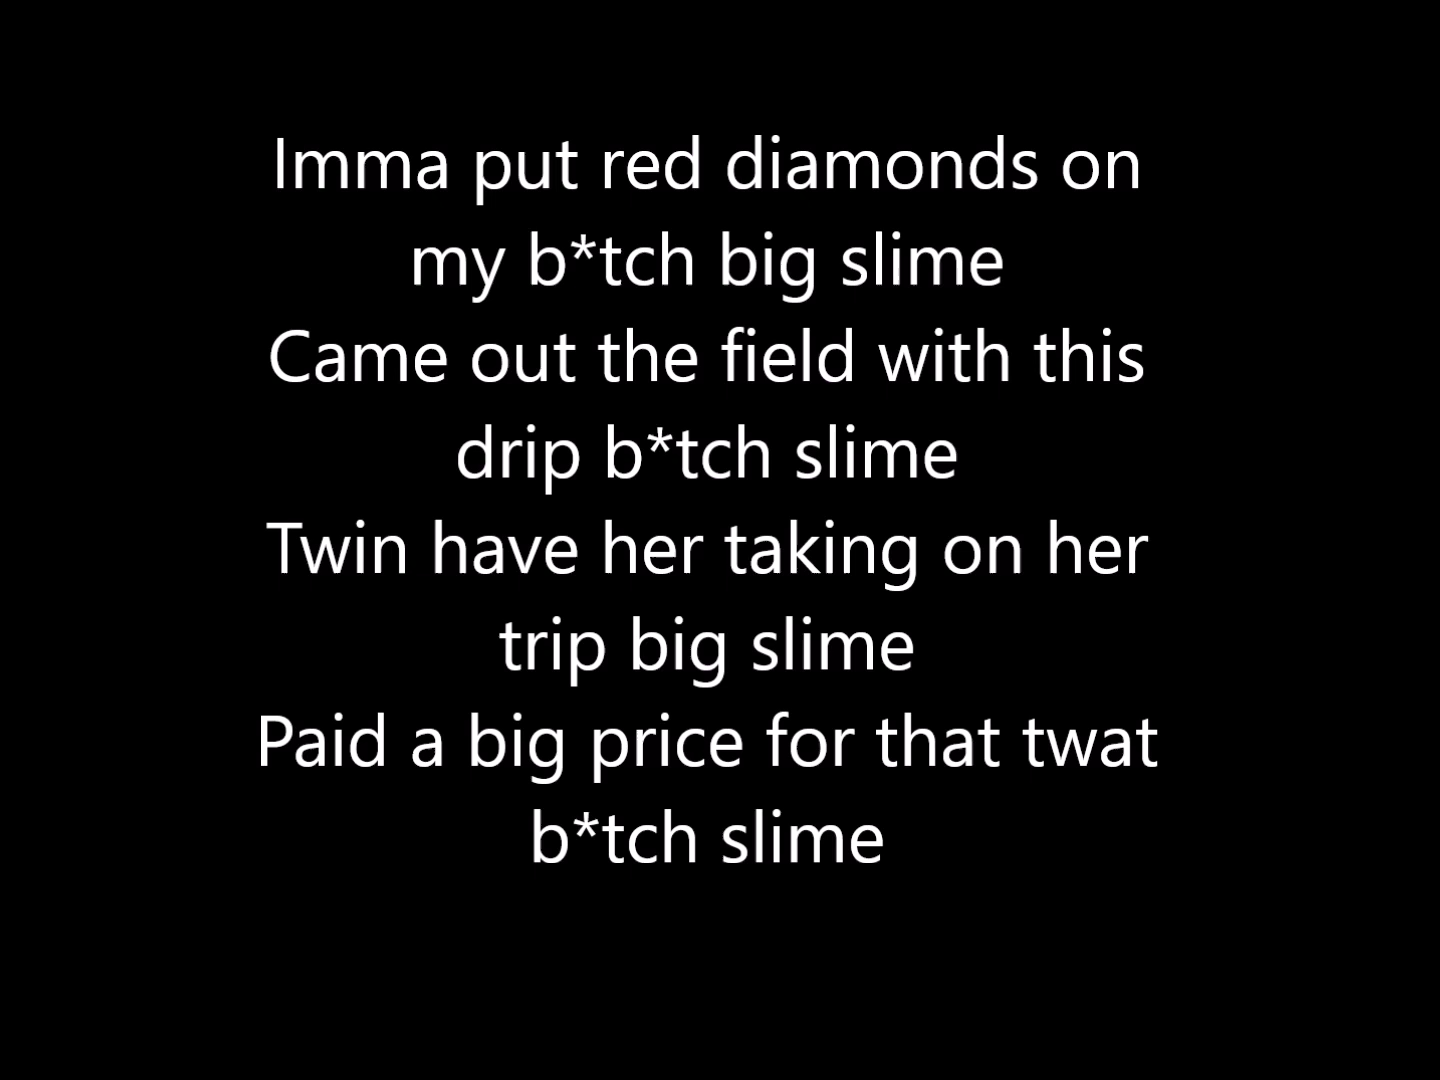 Imma put red diamonds on
my b*tch big slime
Came out the field with this
drip b*tch slime
Twin have her taking on her
trip big slime
Paid a big price for that twat
b*tch slime